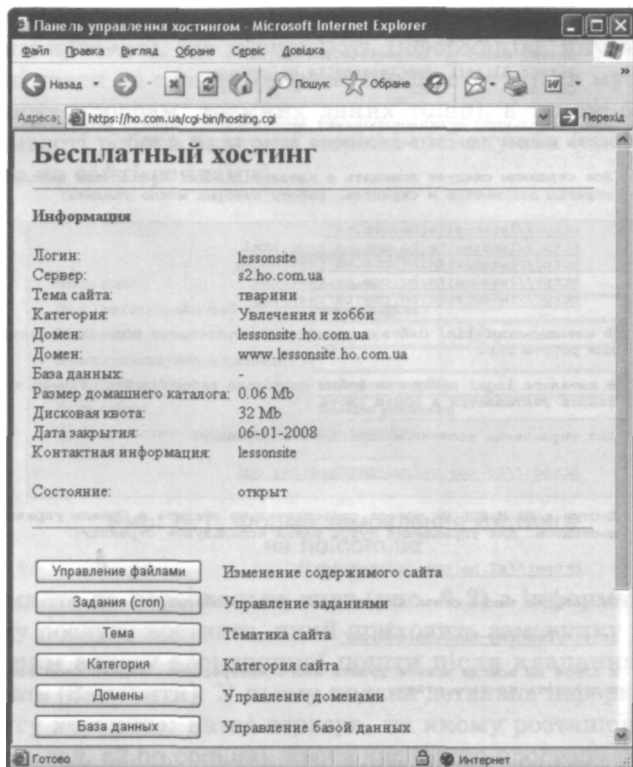 Панель управления хостингом - Microsoft Internet Explorer
Файл Правка Вигляд Обране Сервіс Довідка
Назад Пошук Обране
Адреса: https://ho.com.ua/cgi-bin/hosting.cgi Перехід
Бесплатный хостинг
Информация
Логин: lessonsite
Сервер: s2.ho.com.ua
Тема сайта: тварини
Категория: Увлечения и хобби
Домен: lessonsite.ho.com.ua
Домен: www.lessonsite.ho.com.ua
База данных: -
Размер домашнего каталога: 0.06 Mb
Дисковая квота: 32 Mb
Дата закрытия: 06-01-2008
Контактная информация: lessonsite
Состояние: открыт
Управление файлами Изменение содержимого сайта
Задания (cron) Управление заданиями
Тема Тематика сайта
Категория Категория сайта
Домены Управление доменами
База данных Управление базой данных
Готово Интернет